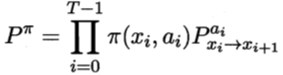 P^π = ∏_{i=0}^{T-1} π(x_i, a_i) P^{a_i}_{x_i→x_{i+1}}